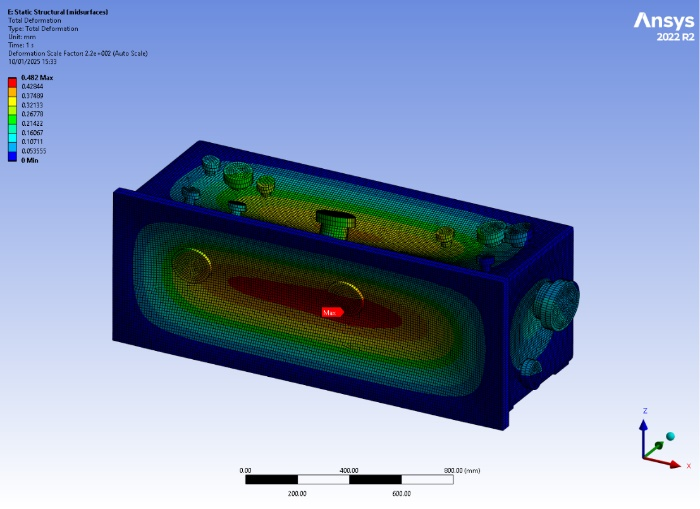 E: Static Structural (midsurfaces)
Total Deformation
Type: Total Deformation
Unit: mm
Time: 1 s
Deformation Scale Factor: 2.2e+002 (Auto Scale)
10/01/2025 15:33
0.482 Max
0.42844
0.37489
0.32133
0.26778
0.21422
0.16067
0.10711
0.053555
0 Min
Ansys
2022 R2
Max
0.00
400.00
800.00 (mm)
200.00
600.00
Z
X